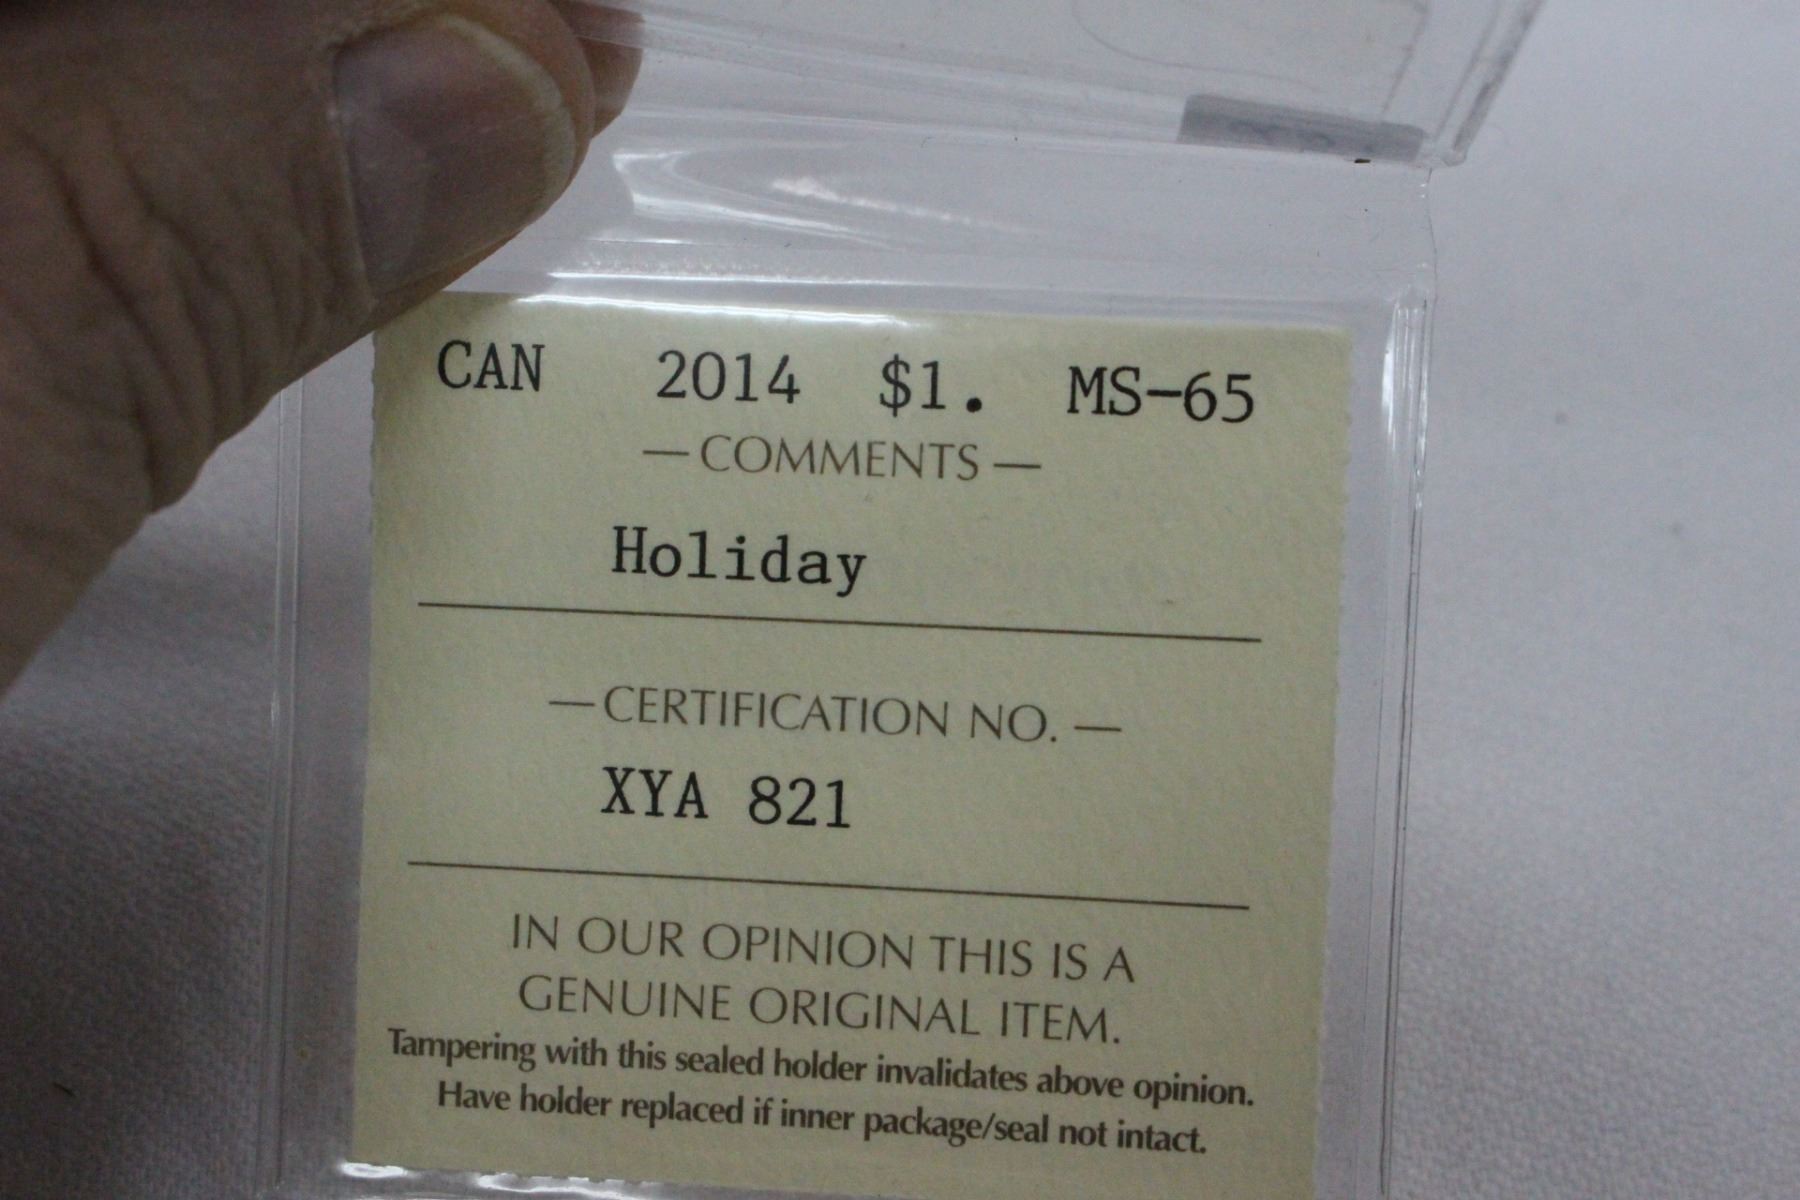 CAN 2014 $1. MS-65
— COMMENTS —
Holiday
— CERTIFICATION NO. —
XYA 821
IN OUR OPINION THIS IS A
GENUINE ORIGINAL ITEM.
Tampering with this sealed holder invalidates above opinion.
Have holder replaced if inner package/seal not intact.